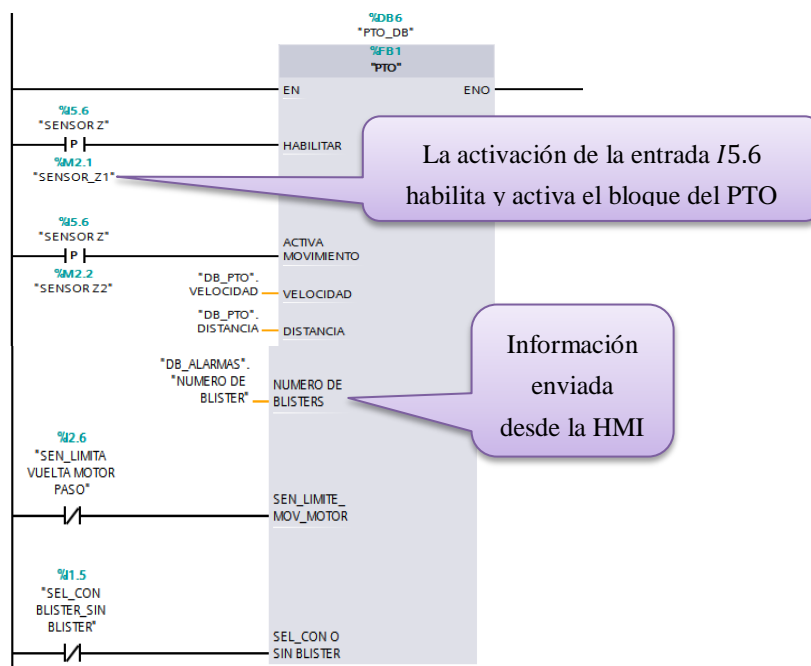 %DB6
"PTO_DB"
%FB1
"PTO"
EN
ENO
%I5.6
"SENSOR Z"
P
%M2.1
"SENSOR_Z1"
HABILITAR
La activación de la entrada I5.6
habilita y activa el bloque del PTO
%I5.6
"SENSOR Z"
P
%M2.2
"SENSOR Z2"
ACTIVA
MOVIMIENTO
"DB_PTO".
VELOCIDAD
VELOCIDAD
"DB_PTO".
DISTANCIA
DISTANCIA
"DB_ALARMAS".
"NUMERO DE
BLISTER"
NUMERO DE
BLISTERS
Información
enviada
desde la HMI
%I2.6
"SEN_LIMITA
VUELTA MOTOR
PASO"
SEN_LIMITE_
MOV_MOTOR
%I1.5
"SEL_CON
BLISTER_SIN
BLISTER"
SEL_CON O
SIN BLISTER